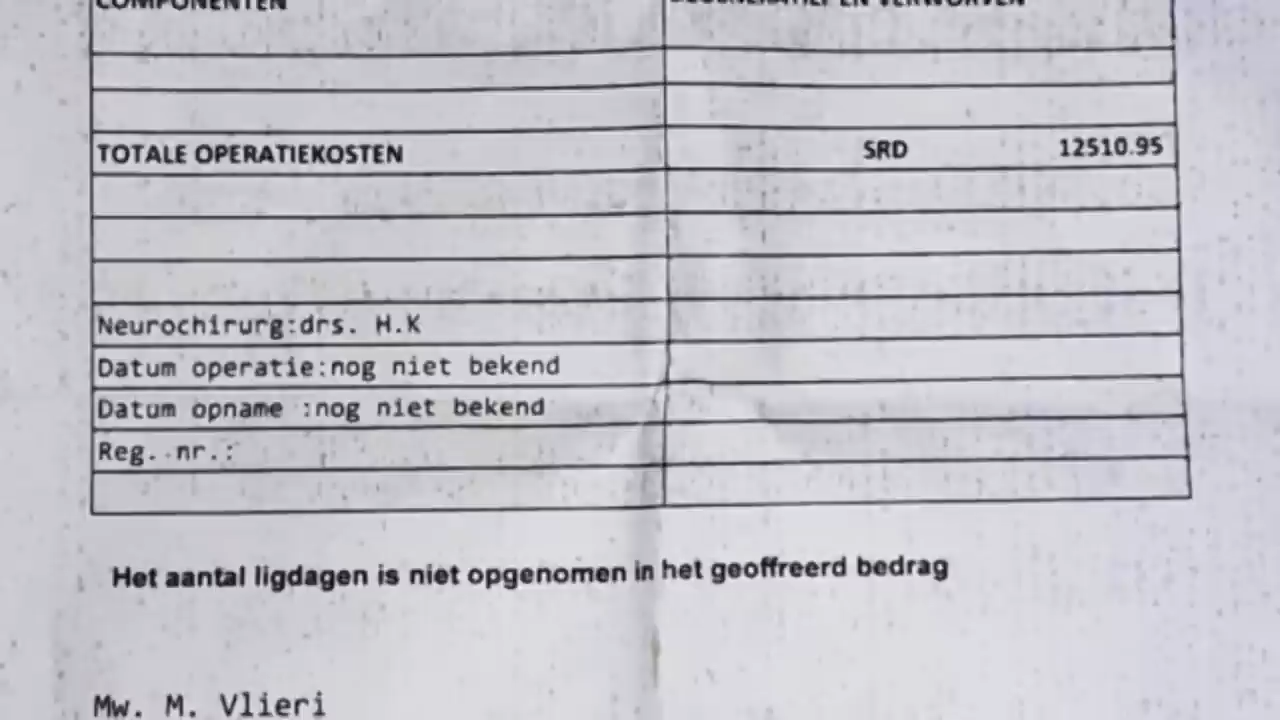 COMPONENTEN
TOTALE OPERATIEKOSTEN SRD 12510.95
Neurochirurg:drs. H.K
Datum operatie:nog niet bekend
Datum opname :nog niet bekend
Reg. nr.:
Het aantal ligdagen is niet opgenomen in het geoffreerd bedrag
Mw. M. Vlieri